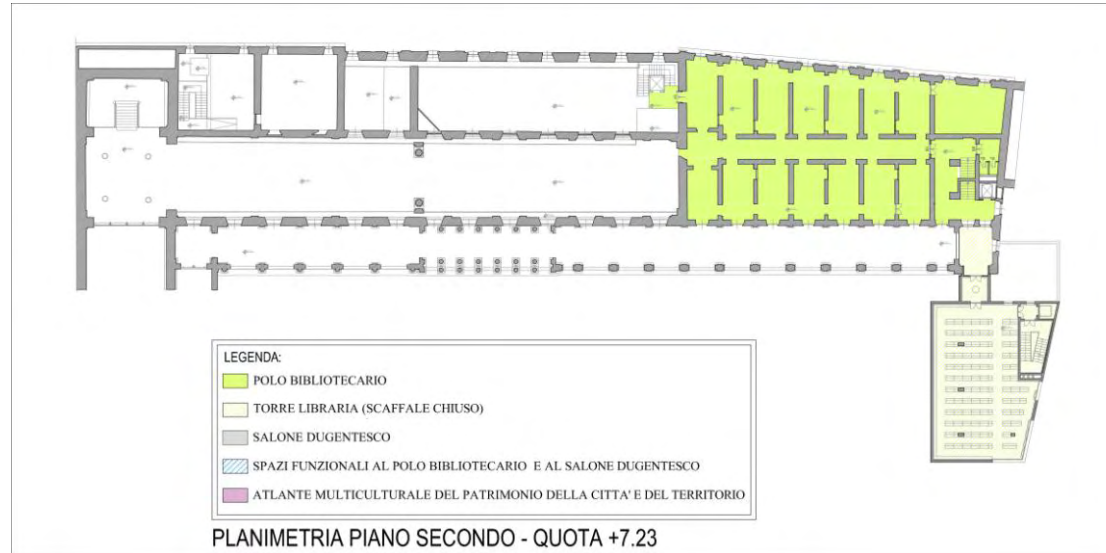 LEGENDA:
POLO BIBLIOTECARIO
TORRE LIBRARIA (SCAFFALE CHIUSO)
SALONE DUGENTESCO
SPAZI FUNZIONALI AL POLO BIBLIOTECARIO E AL SALONE DUGENTESCO
ATLANTE MULTICULTURALE DEL PATRIMONIO DELLA CITTA' E DEL TERRITORIO
PLANIMETRIA PIANO SECONDO - QUOTA +7.23